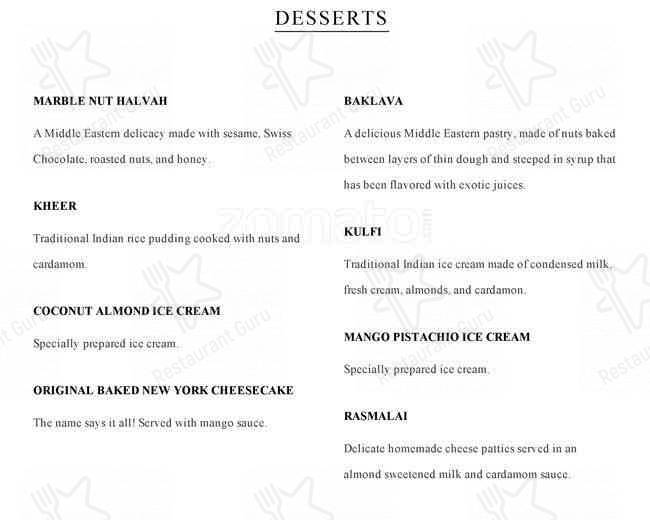 DESSERTS
MARBLE NUT HALVAH
A Middle Eastern delicacy made with sesame, Swiss
Chocolate, roasted nuts, and honey.
KHEER
Traditional Indian rice pudding cooked with nuts and
cardamom.
COCONUT ALMOND ICE CREAM
Specially prepared ice cream.
ORIGINAL BAKED NEW YORK CHEESECAKE
The name says it all! Served with mango sauce.
BAKLAVA
A delicious Middle Eastern pastry, made of nuts baked
between layers of thin dough and steeped in syrup that
has been flavored with exotic juices.
KULFI
Traditional Indian ice cream made of condensed milk,
fresh cream, almonds, and cardamon.
MANGO PISTACHIO ICE CREAM
Specially prepared ice cream.
RASMALAI
Delicate homemade cheese patties served in an
almond sweetened milk and cardamom sauce.
zomato.com
Restaurant Guru
Restaurant Guru
Restaurant Guru
Restaurant Guru
Restaurant Guru
Restaurant Guru
Restaurant Guru